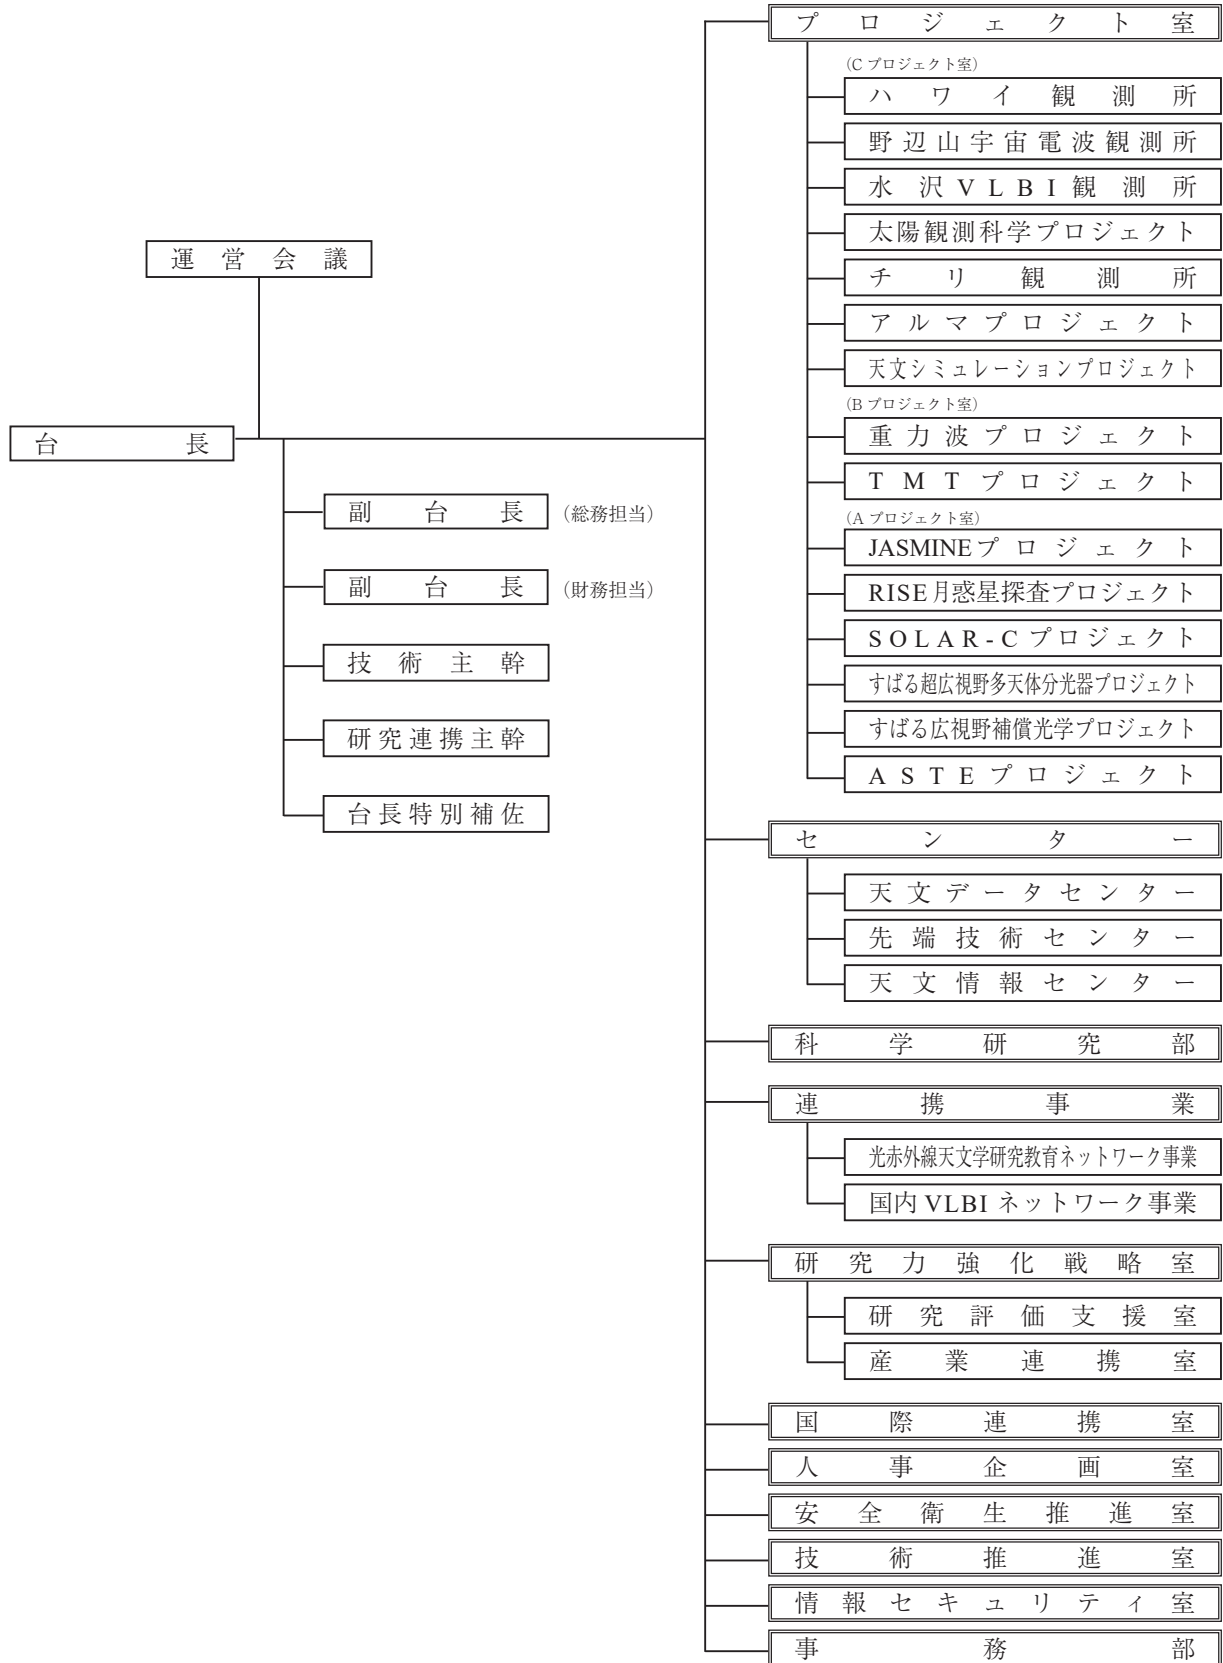 運営会議
台長
副台長 (総務担当)
副台長 (財務担当)
技術主幹
研究連携主幹
台長特別補佐
プロジェクト室
(C プロジェクト室)
ハワイ観測所
野辺山宇宙電波観測所
水沢VLBI観測所
太陽観測科学プロジェクト
チリ観測所
アルマプロジェクト
天文シミュレーションプロジェクト
(B プロジェクト室)
重力波プロジェクト
TMTプロジェクト
(A プロジェクト室)
JASMINEプロジェクト
RISE月惑星探査プロジェクト
SOLAR-Cプロジェクト
すばる超広視野多天体分光器プロジェクト
すばる広視野補償光学プロジェクト
ASTEプロジェクト
センター
天文データセンター
先端技術センター
天文情報センター
科学研究部
連携事業
光赤外線天文学研究教育ネットワーク事業
国内VLBIネットワーク事業
研究力強化戦略室
研究評価支援室
産業連携室
国際連携室
人事企画室
安全衛生推進室
技術推進室
情報セキュリティ室
事務部